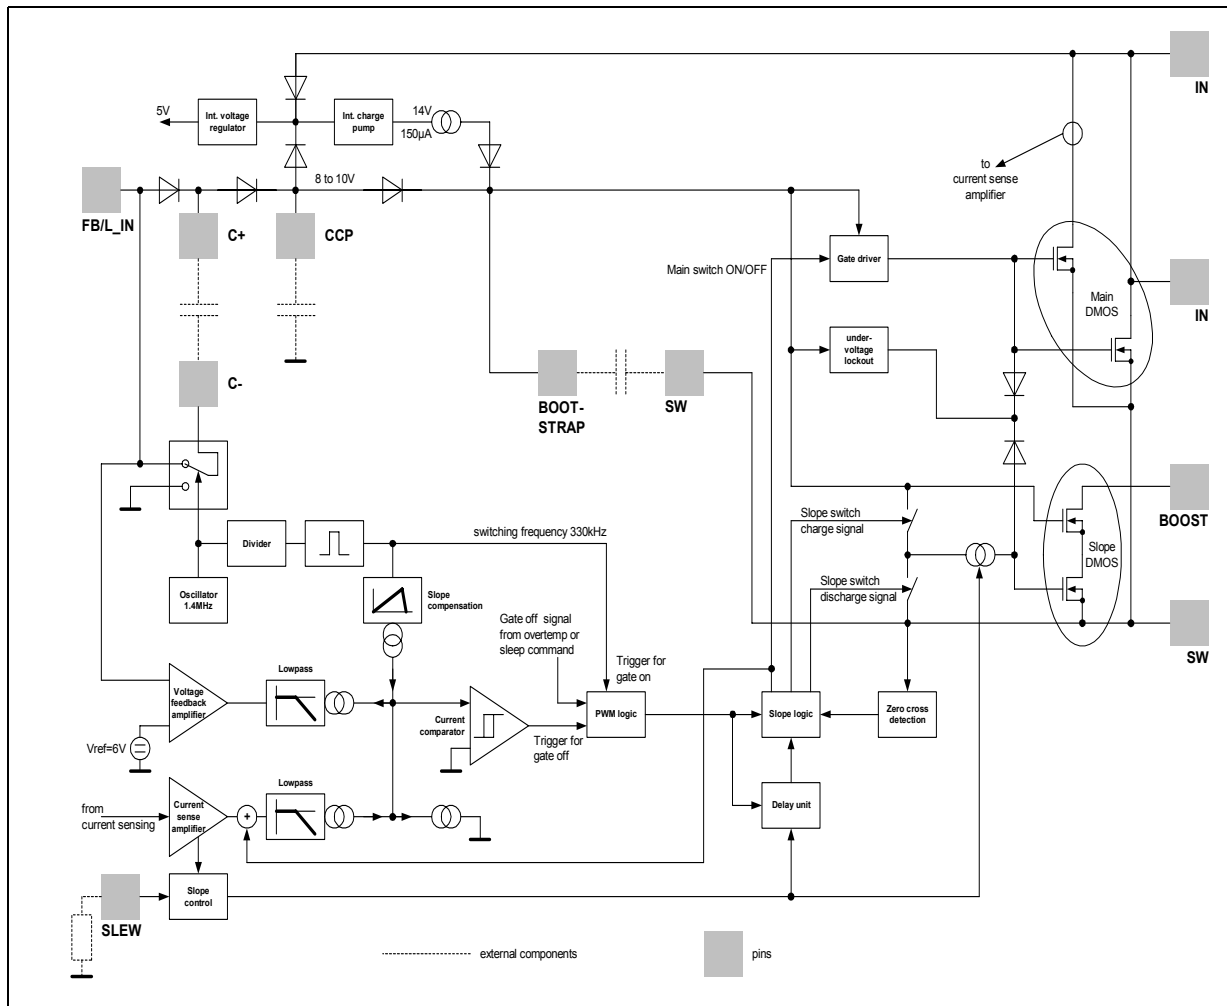 IN
5V
Int. voltage
regulator
Int. charge
pump
14V
150µA
to
current sense
amplifier
FB/L_IN
8 to 10V
C+
CCP
Main switch ON/OFF
Gate driver
Main
DMOS
IN
under-
voltage
lockout
C-
BOOT-
STRAP
SW
BOOST
Slope switch
charge signal
Slope
DMOS
Divider
switching frequency 330kHz
Oscillator
1.4MHz
Slope
compensation
Slope switch
discharge signal
Gate off signal
from overtemp or
sleep command
SW
Trigger for
gate on
Lowpass
Voltage
feedback
amplifier
Current
comparator
PWM logic
Slope logic
Zero cross
detection
Vref=6V
Trigger for
gate off
Lowpass
from
current sensing
Current
sense
amplifier
+
Delay unit
Slope
control
SLEW
external components
pins